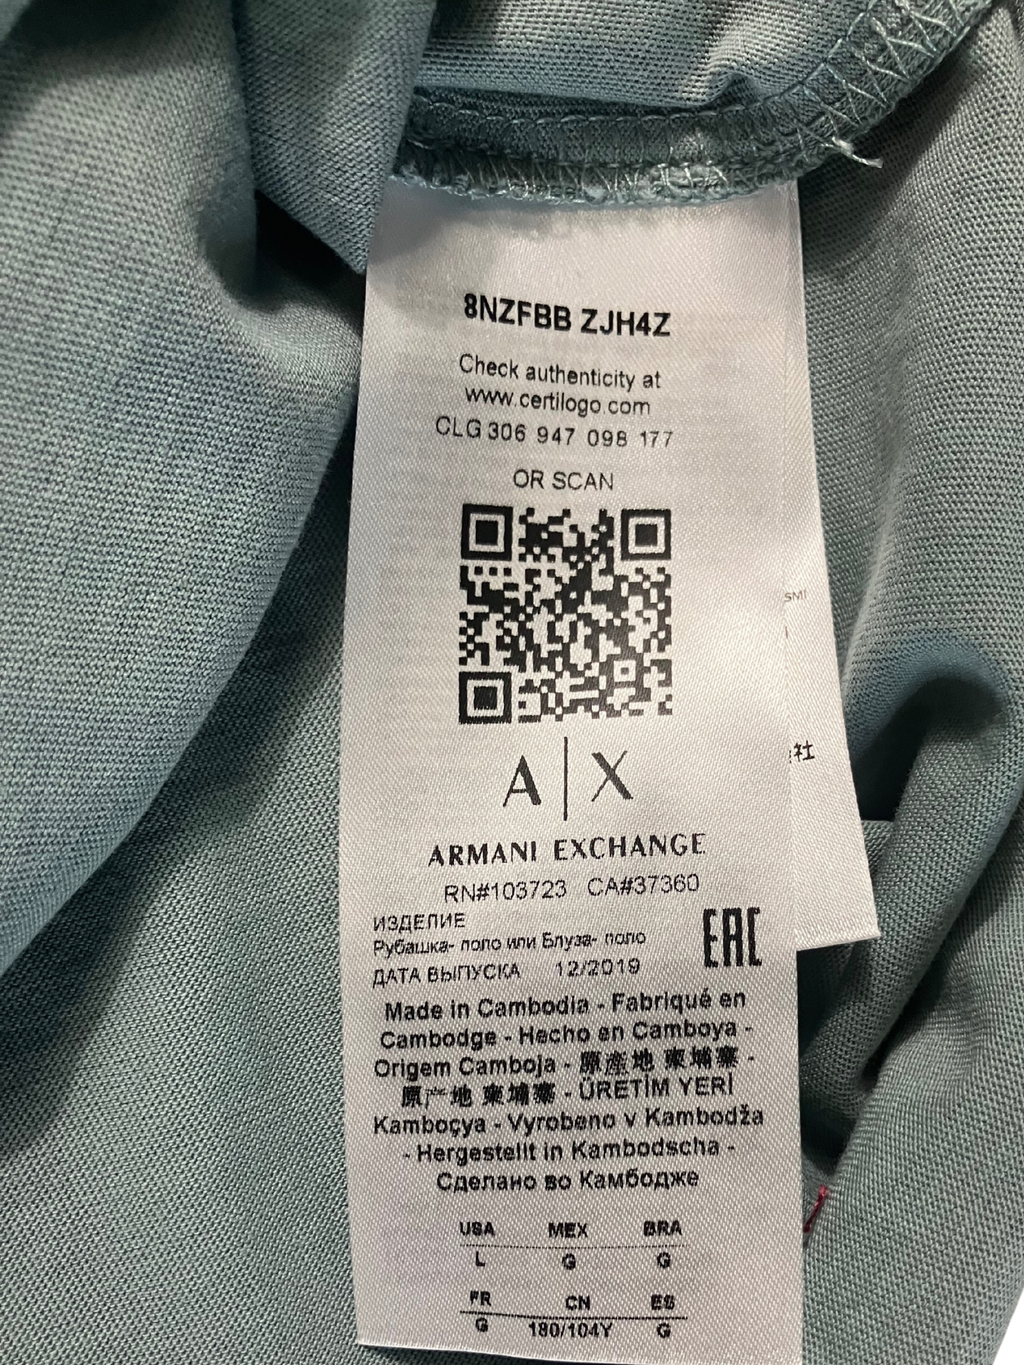 8NZFBB ZJH4Z
Check authenticity at
www.certilogo.com
CLG 306 947 098 177
OR SCAN
A|X
ARMANI EXCHANGE
RN#103723 CA#37360
ИЗДЕЛИЕ
Рубашка- поло или Блуза- поло
ДАТА ВЫПУСКА 12/2019
EAC
Made in Cambodia - Fabriqué en
Cambodge - Hecho en Camboya -
Origem Camboja - 原產地 柬埔寨 -
原产地 柬埔寨 - ÜRETİM YERİ
Kamboçya - Vyrobeno v Kambodža
- Hergestellt in Kambodscha -
Сделано во Камбодже
USA MEX BRA
L G G
FR CN ES
G 180/104Y G
SMI
社